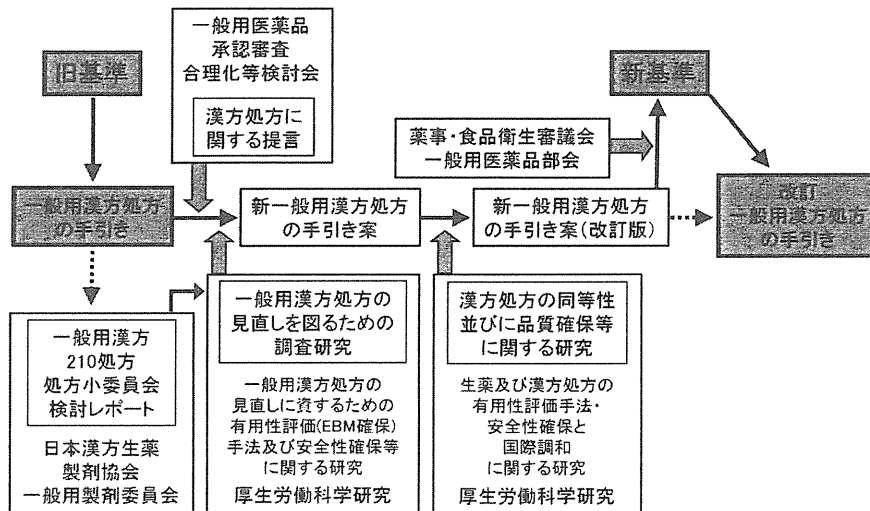 旧基準
一般用医薬品
承認審査
合理化等検討会
漢方処方に
関する提言
新基準
薬事・食品衛生審議会
一般用医薬品部会
一般用漢方処方
の手引き
新一般用漢方処方
の手引き案
新一般用漢方処方
の手引き案(改訂版)
改訂
一般用漢方処方
の手引き
一般用漢方
210処方
処方小委員会
検討レポート
日本漢方生薬
製剤協会
一般用製剤委員会
一般用漢方処方の
見直しを図るための
調査研究
一般用漢方処方の
見直しに資するための
有用性評価(EBM確保)
手法及び安全性確保等
に関する研究
厚生労働科学研究
漢方処方の同等性
並びに品質確保等
に関する研究
生薬及び漢方処方の
有用性評価手法・
安全性確保と
国際調和
に関する研究
厚生労働科学研究